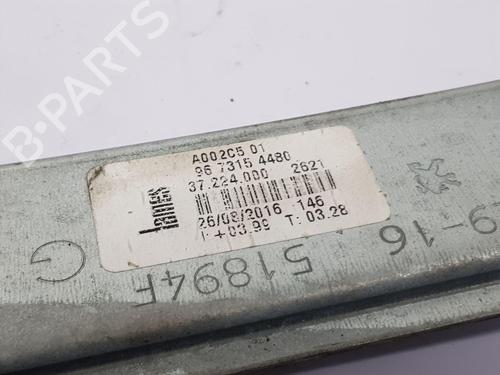 A002C5 01
96 7315 4480
37.224.000 2621
26/08/2016 146
I +03.99 T: 03.28
lames
9-16
51894F
G
B-PARTS